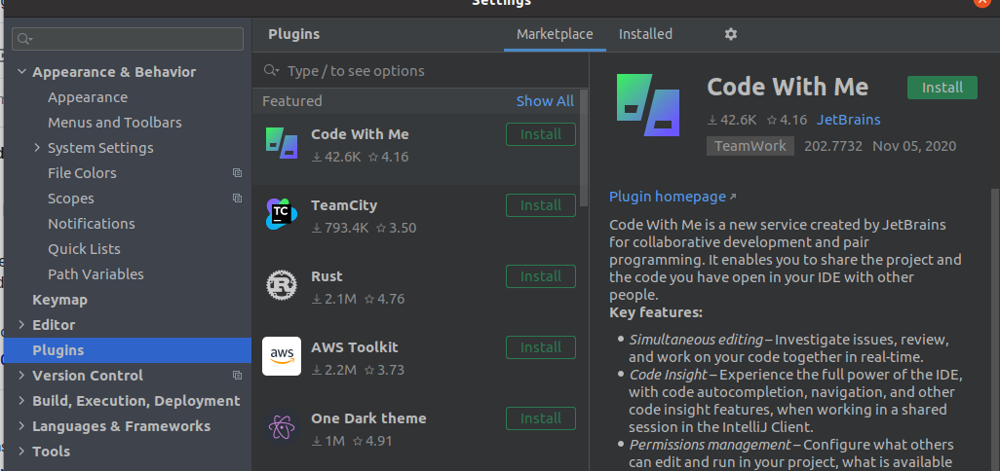 Settings
Plugins
Marketplace
Installed
Appearance & Behavior
Appearance
Menus and Toolbars
System Settings
File Colors
Scopes
Notifications
Quick Lists
Path Variables
Keymap
Editor
Plugins
Version Control
Build, Execution, Deployment
Languages & Frameworks
Tools
Type / to see options
Featured
Show All
Code With Me
Install
42.6K 4.16
TC
TeamCity
Install
793.4K 3.50
R
Rust
Install
2.1M 4.76
aws
AWS Toolkit
Install
2.2M 3.73
One Dark theme
Install
1M 4.91
Code With Me
Install
42.6K 4.16 JetBrains
TeamWork 202.7732 Nov 05, 2020
Plugin homepage
Code With Me is a new service created by JetBrains
for collaborative development and pair
programming. It enables you to share the project and
the code you have open in your IDE with other
people.
Key features:
• Simultaneous editing – Investigate issues, review,
and work on your code together in real-time.
• Code Insight – Experience the full power of the IDE,
with code autocompletion, navigation, and other
code insight features, when working in a shared
session in the IntelliJ Client.
• Permissions management – Configure what others
can edit and run in your project, what is available